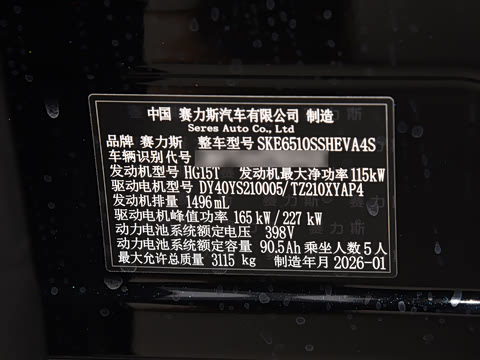 中国 赛力斯汽车有限公司 制造
Seres Auto Co., Ltd
品牌 赛力斯 整车型号 SKE6510SSHEVA4S
车辆识别代号
发动机型号 HG15T 发动机最大净功率 115kW
驱动电机型号 DY40YS210005/TZ210XYAP4
发动机排量 1496mL
驱动电机峰值功率 165 kW / 227 kW
动力电池系统额定电压 398V
动力电池系统额定容量 90.5Ah 乘坐人数 5 人
最大允许总质量 3115 kg 制造年月 2026-01